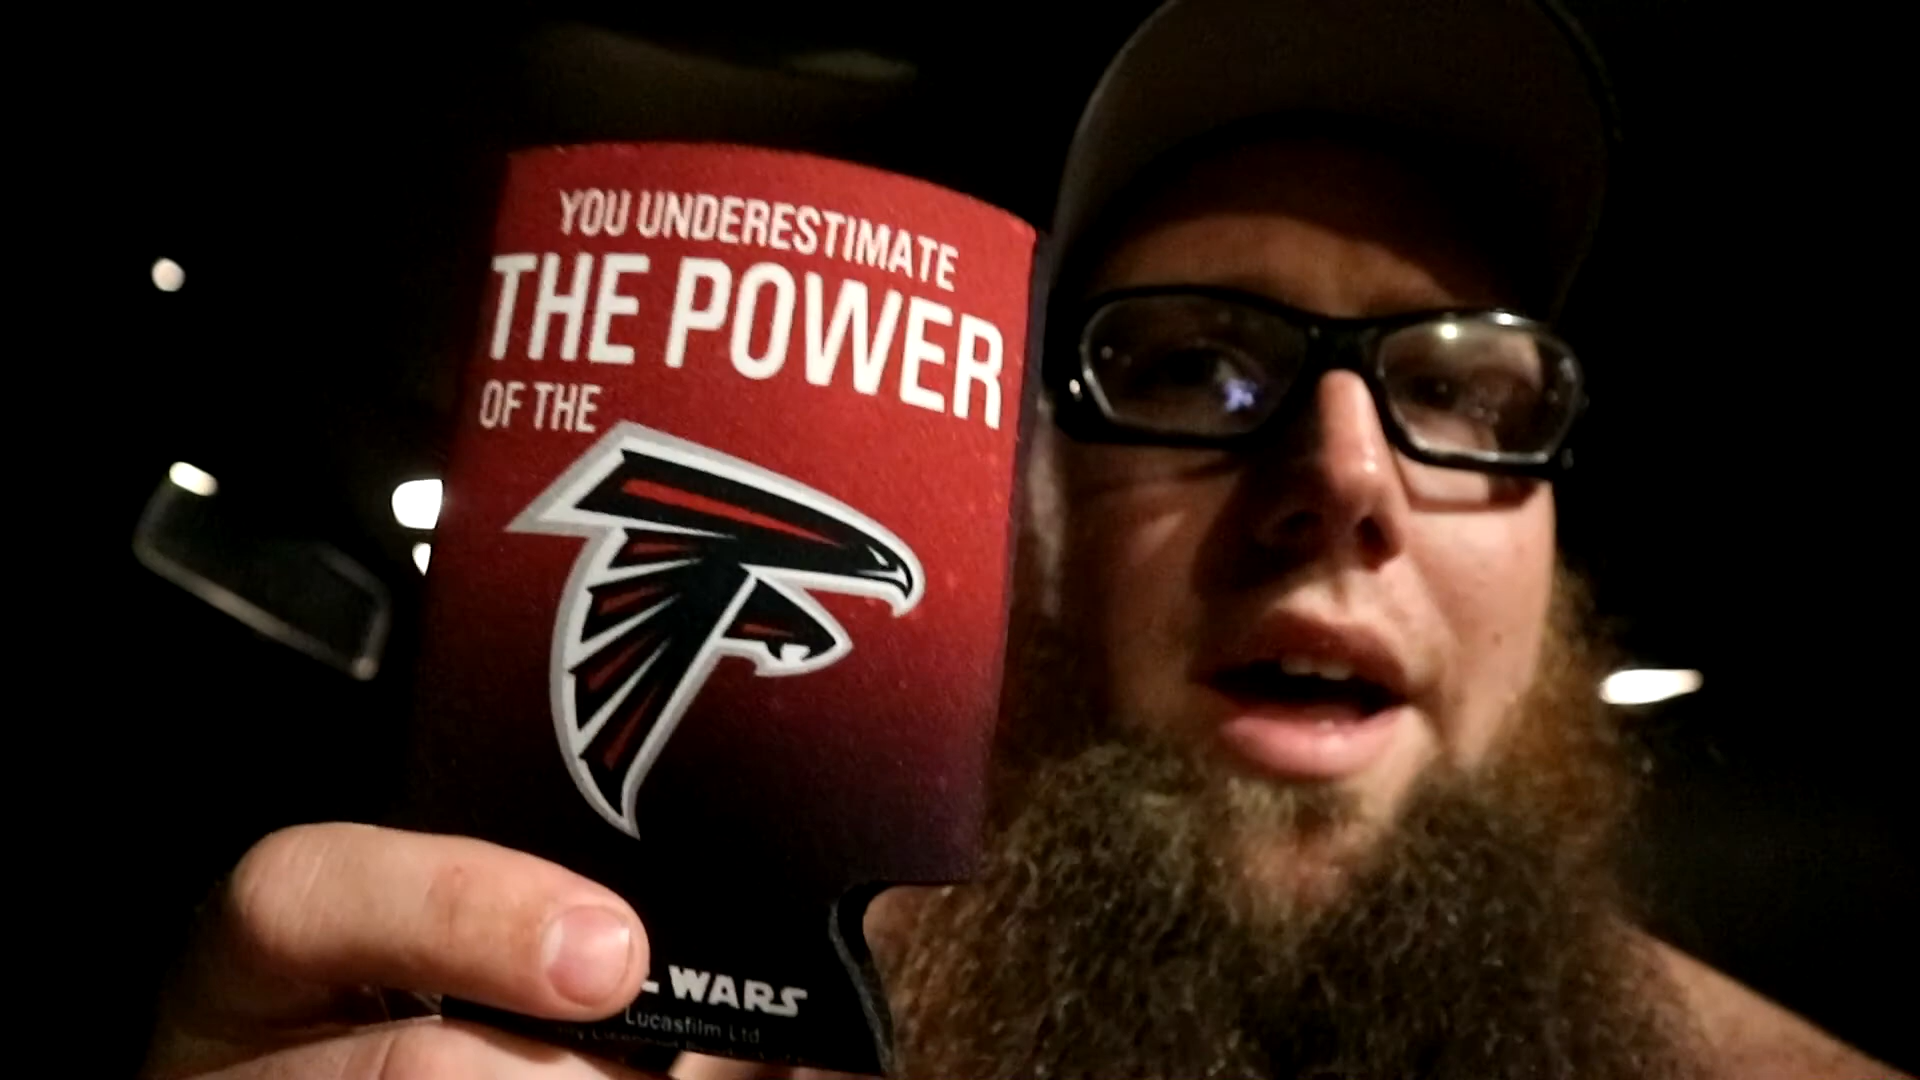 YOU UNDERESTIMATE
THE POWER
OF THE
WARS
Lucasfilm Ltd